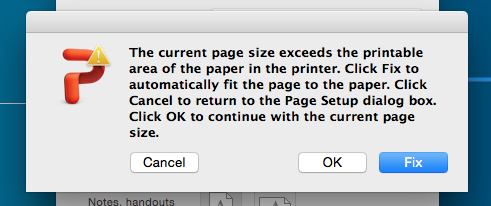 The current page size exceeds the printable
area of the paper in the printer. Click Fix to
automatically fit the page to the paper. Click
Cancel to return to the Page Setup dialog box.
Click OK to continue with the current page
size.
Cancel
OK
Fix
Notes, handouts
A
A